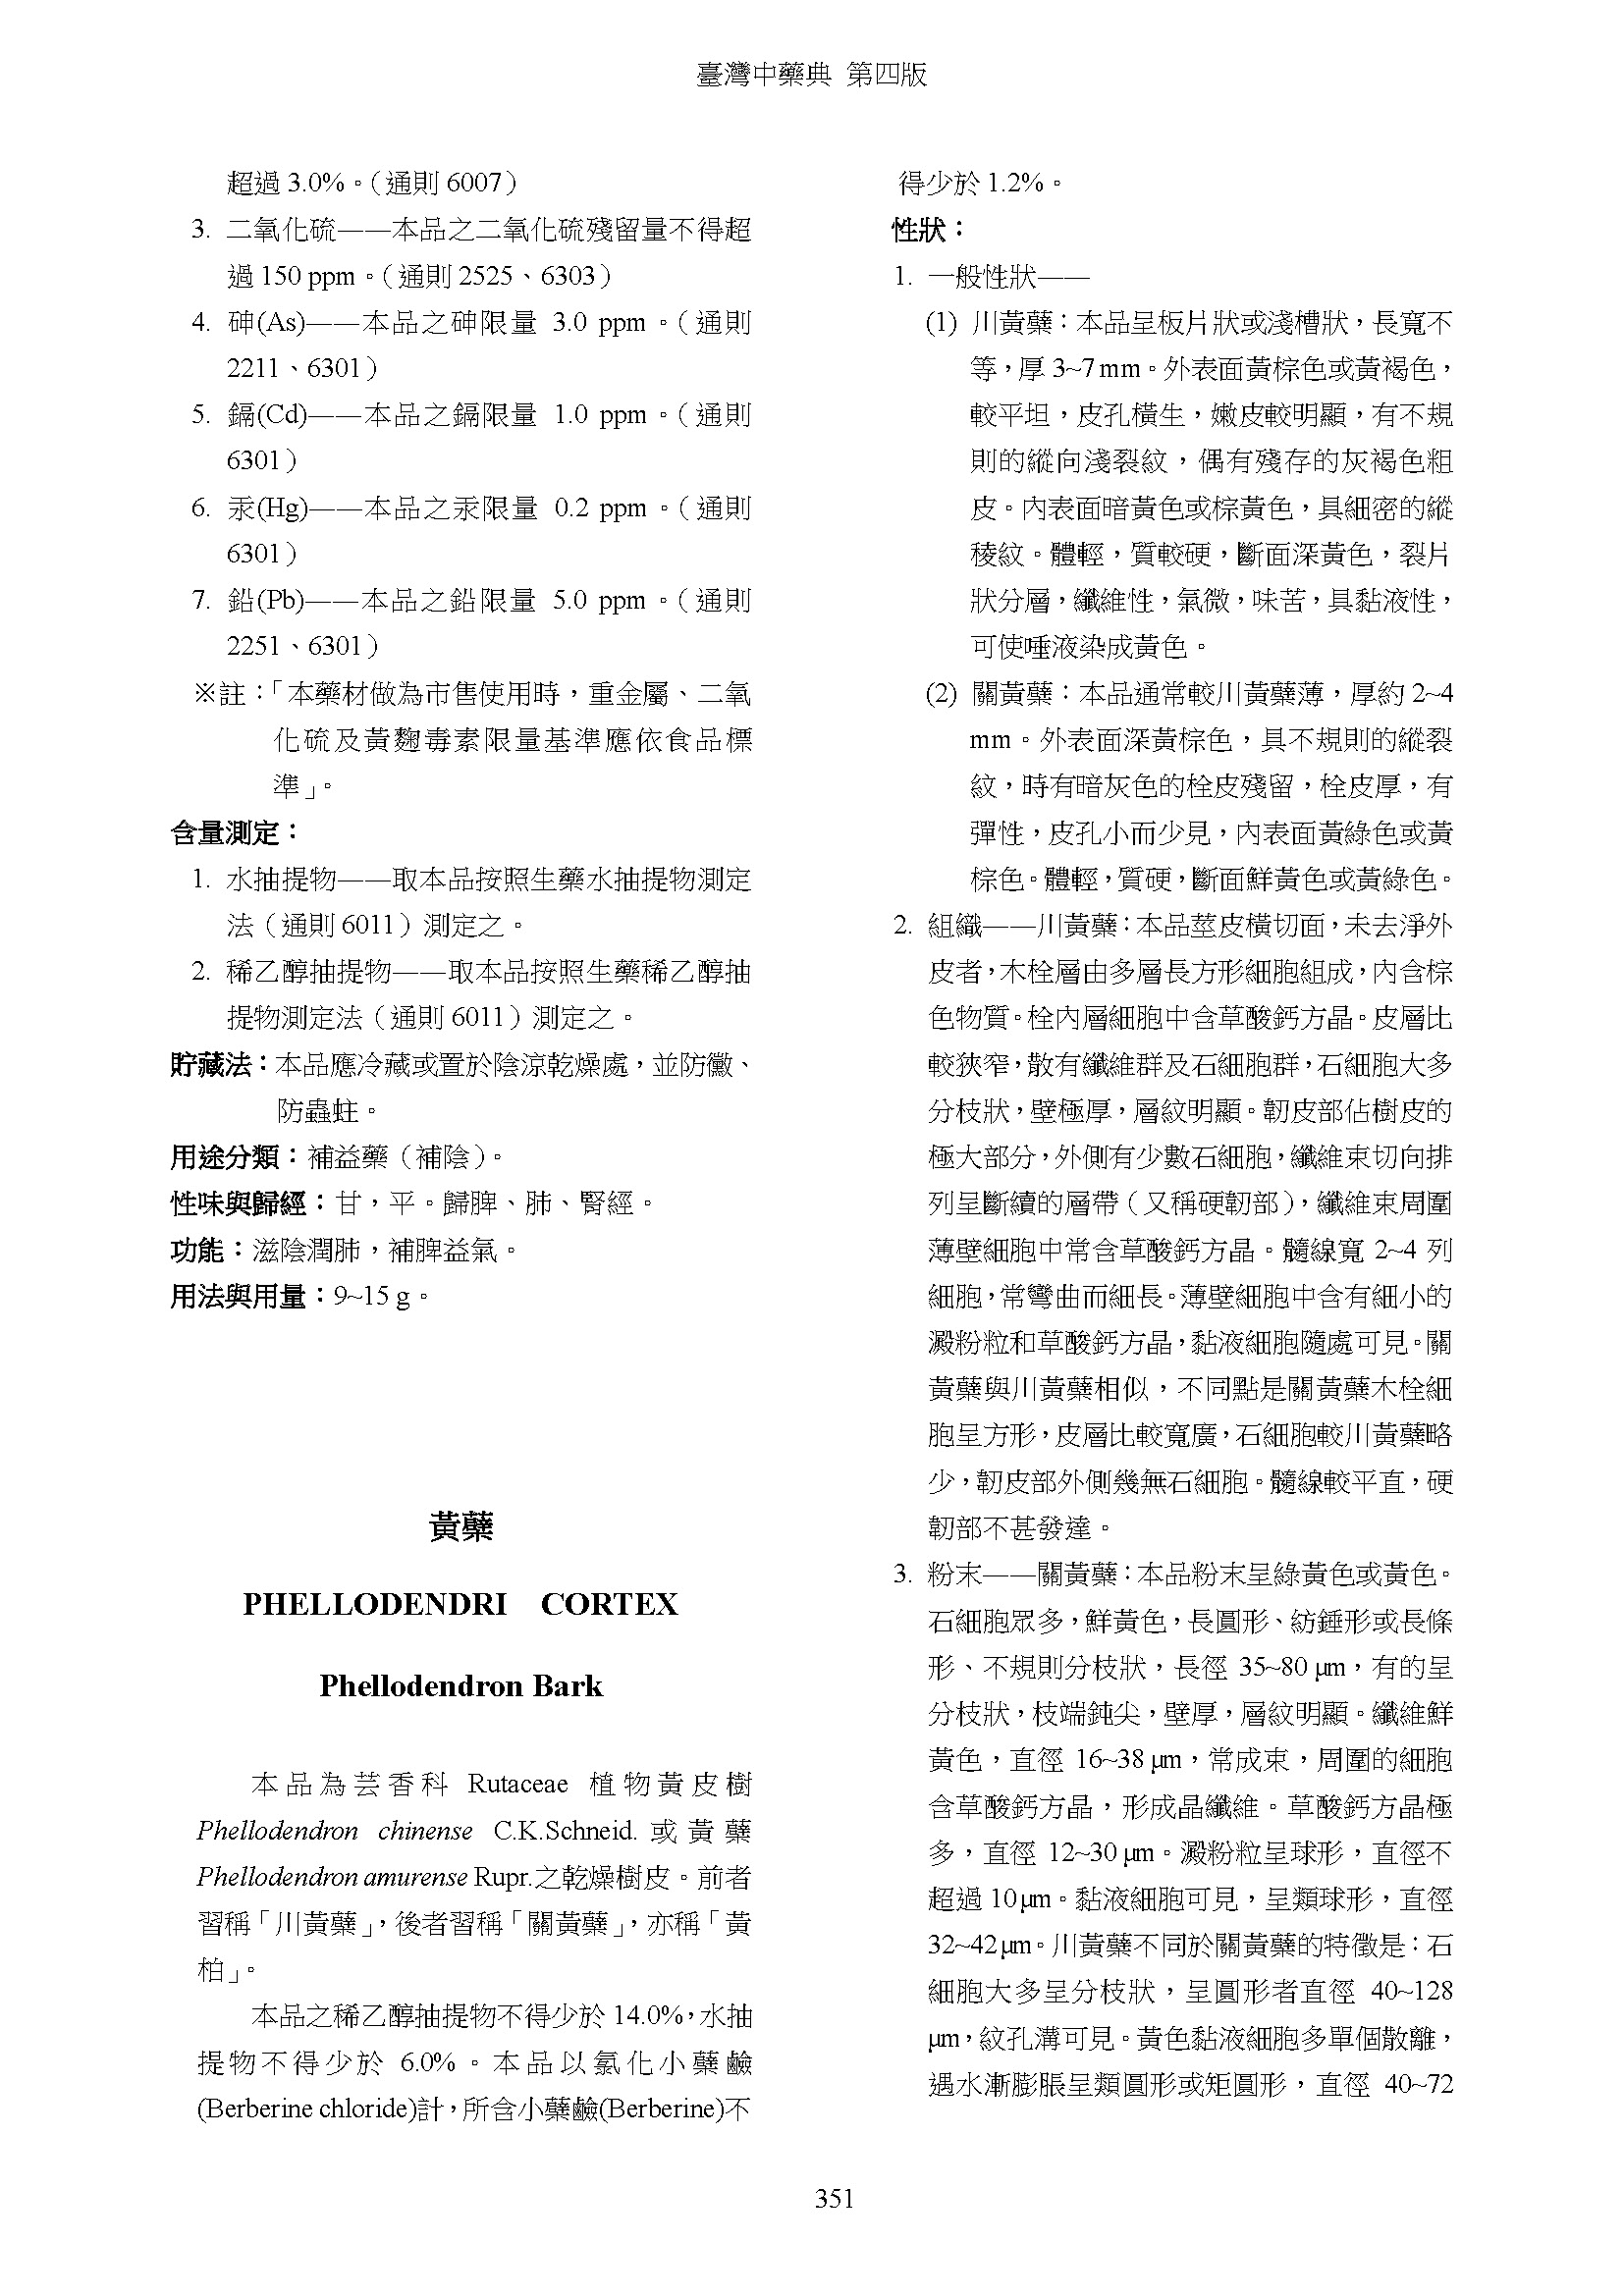 臺灣中藥典 第四版
超過 3.0%。（通則 6007）
3. 二氧化硫——本品之二氧化硫殘留量不得超
過 150 ppm。（通則 2525、6303）
4. 砷(As)——本品之砷限量 3.0 ppm。（通則
2211、6301）
5. 鎘(Cd)——本品之鎘限量 1.0 ppm。（通則
6301）
6. 汞(Hg)——本品之汞限量 0.2 ppm。（通則
6301）
7. 鉛(Pb)——本品之鉛限量 5.0 ppm。（通則
2251、6301）
※註：「本藥材做為市售使用時，重金屬、二氧
化硫及黃麴毒素限量基準應依食品標
準」。
含量測定：
1. 水抽提物——取本品按照生藥水抽提物測定
法（通則 6011）測定之。
2. 稀乙醇抽提物——取本品按照生藥稀乙醇抽
提物測定法（通則 6011）測定之。
貯藏法：本品應冷藏或置於陰涼乾燥處，並防黴、
防蟲蛀。
用途分類：補益藥（補陰）。
性味與歸經：甘，平。歸脾、肺、腎經。
功能：滋陰潤肺，補脾益氣。
用法與用量：9~15 g。
黃蘗
PHELLODENDRI CORTEX
Phellodendron Bark
本品為芸香科 Rutaceae 植物黃皮樹
Phellodendron chinense C.K.Schneid. 或黃蘗
Phellodendron amurense Rupr.之乾燥樹皮。前者
習稱「川黃蘗」，後者習稱「關黃蘗」，亦稱「黃
柏」。
本品之稀乙醇抽提物不得少於 14.0%，水抽
提物不得少於 6.0%。本品以氯化小蘗鹼
(Berberine chloride)計，所含小蘗鹼(Berberine)不
得少於 1.2%。
性狀：
1. 一般性狀——
(1) 川黃蘗：本品呈板片狀或淺槽狀，長寬不
等，厚 3~7 mm。外表面黃棕色或黃褐色，
較平坦，皮孔橫生，嫩皮較明顯，有不規
則的縱向淺裂紋，偶有殘存的灰褐色粗
皮。內表面暗黃色或棕黃色，具細密的縱
稜紋。體輕，質較硬，斷面深黃色，裂片
狀分層，纖維性，氣微，味苦，具黏液性，
可使唾液染成黃色。
(2) 關黃蘗：本品通常較川黃蘗薄，厚約 2~4
mm。外表面深黃棕色，具不規則的縱裂
紋，時有暗灰色的栓皮殘留，栓皮厚，有
彈性，皮孔小而少見，內表面黃綠色或黃
棕色。體輕，質硬，斷面鮮黃色或黃綠色。
2. 組織——川黃蘗：本品莖皮橫切面，未去淨外
皮者，木栓層由多層長方形細胞組成，內含棕
色物質。栓內層細胞中含草酸鈣方晶。皮層比
較狹窄，散有纖維群及石細胞群，石細胞大多
分枝狀，壁極厚，層紋明顯。韌皮部佔樹皮的
極大部分，外側有少數石細胞，纖維束切向排
列呈斷續的層帶（又稱硬韌部），纖維束周圍
薄壁細胞中常含草酸鈣方晶。髓線寬 2~4 列
細胞，常彎曲而細長。薄壁細胞中含有細小的
澱粉粒和草酸鈣方晶，黏液細胞隨處可見。關
黃蘗與川黃蘗相似，不同點是關黃蘗木栓細
胞呈方形，皮層比較寬廣，石細胞較川黃蘗略
少，韌皮部外側幾無石細胞。髓線較平直，硬
韌部不甚發達。
3. 粉末——關黃蘗：本品粉末呈綠黃色或黃色。
石細胞眾多，鮮黃色，長圓形、紡錘形或長條
形、不規則分枝狀，長徑 35~80 μm，有的呈
分枝狀，枝端鈍尖，壁厚，層紋明顯。纖維鮮
黃色，直徑 16~38 μm，常成束，周圍的細胞
含草酸鈣方晶，形成晶纖維。草酸鈣方晶極
多，直徑 12~30 μm。澱粉粒呈球形，直徑不
超過 10 μm。黏液細胞可見，呈類球形，直徑
32~42 μm。川黃蘗不同於關黃蘗的特徵是：石
細胞大多呈分枝狀，呈圓形者直徑 40~128
μm，紋孔溝可見。黃色黏液細胞多單個散離，
遇水漸膨脹呈類圓形或矩圓形，直徑 40~72
351